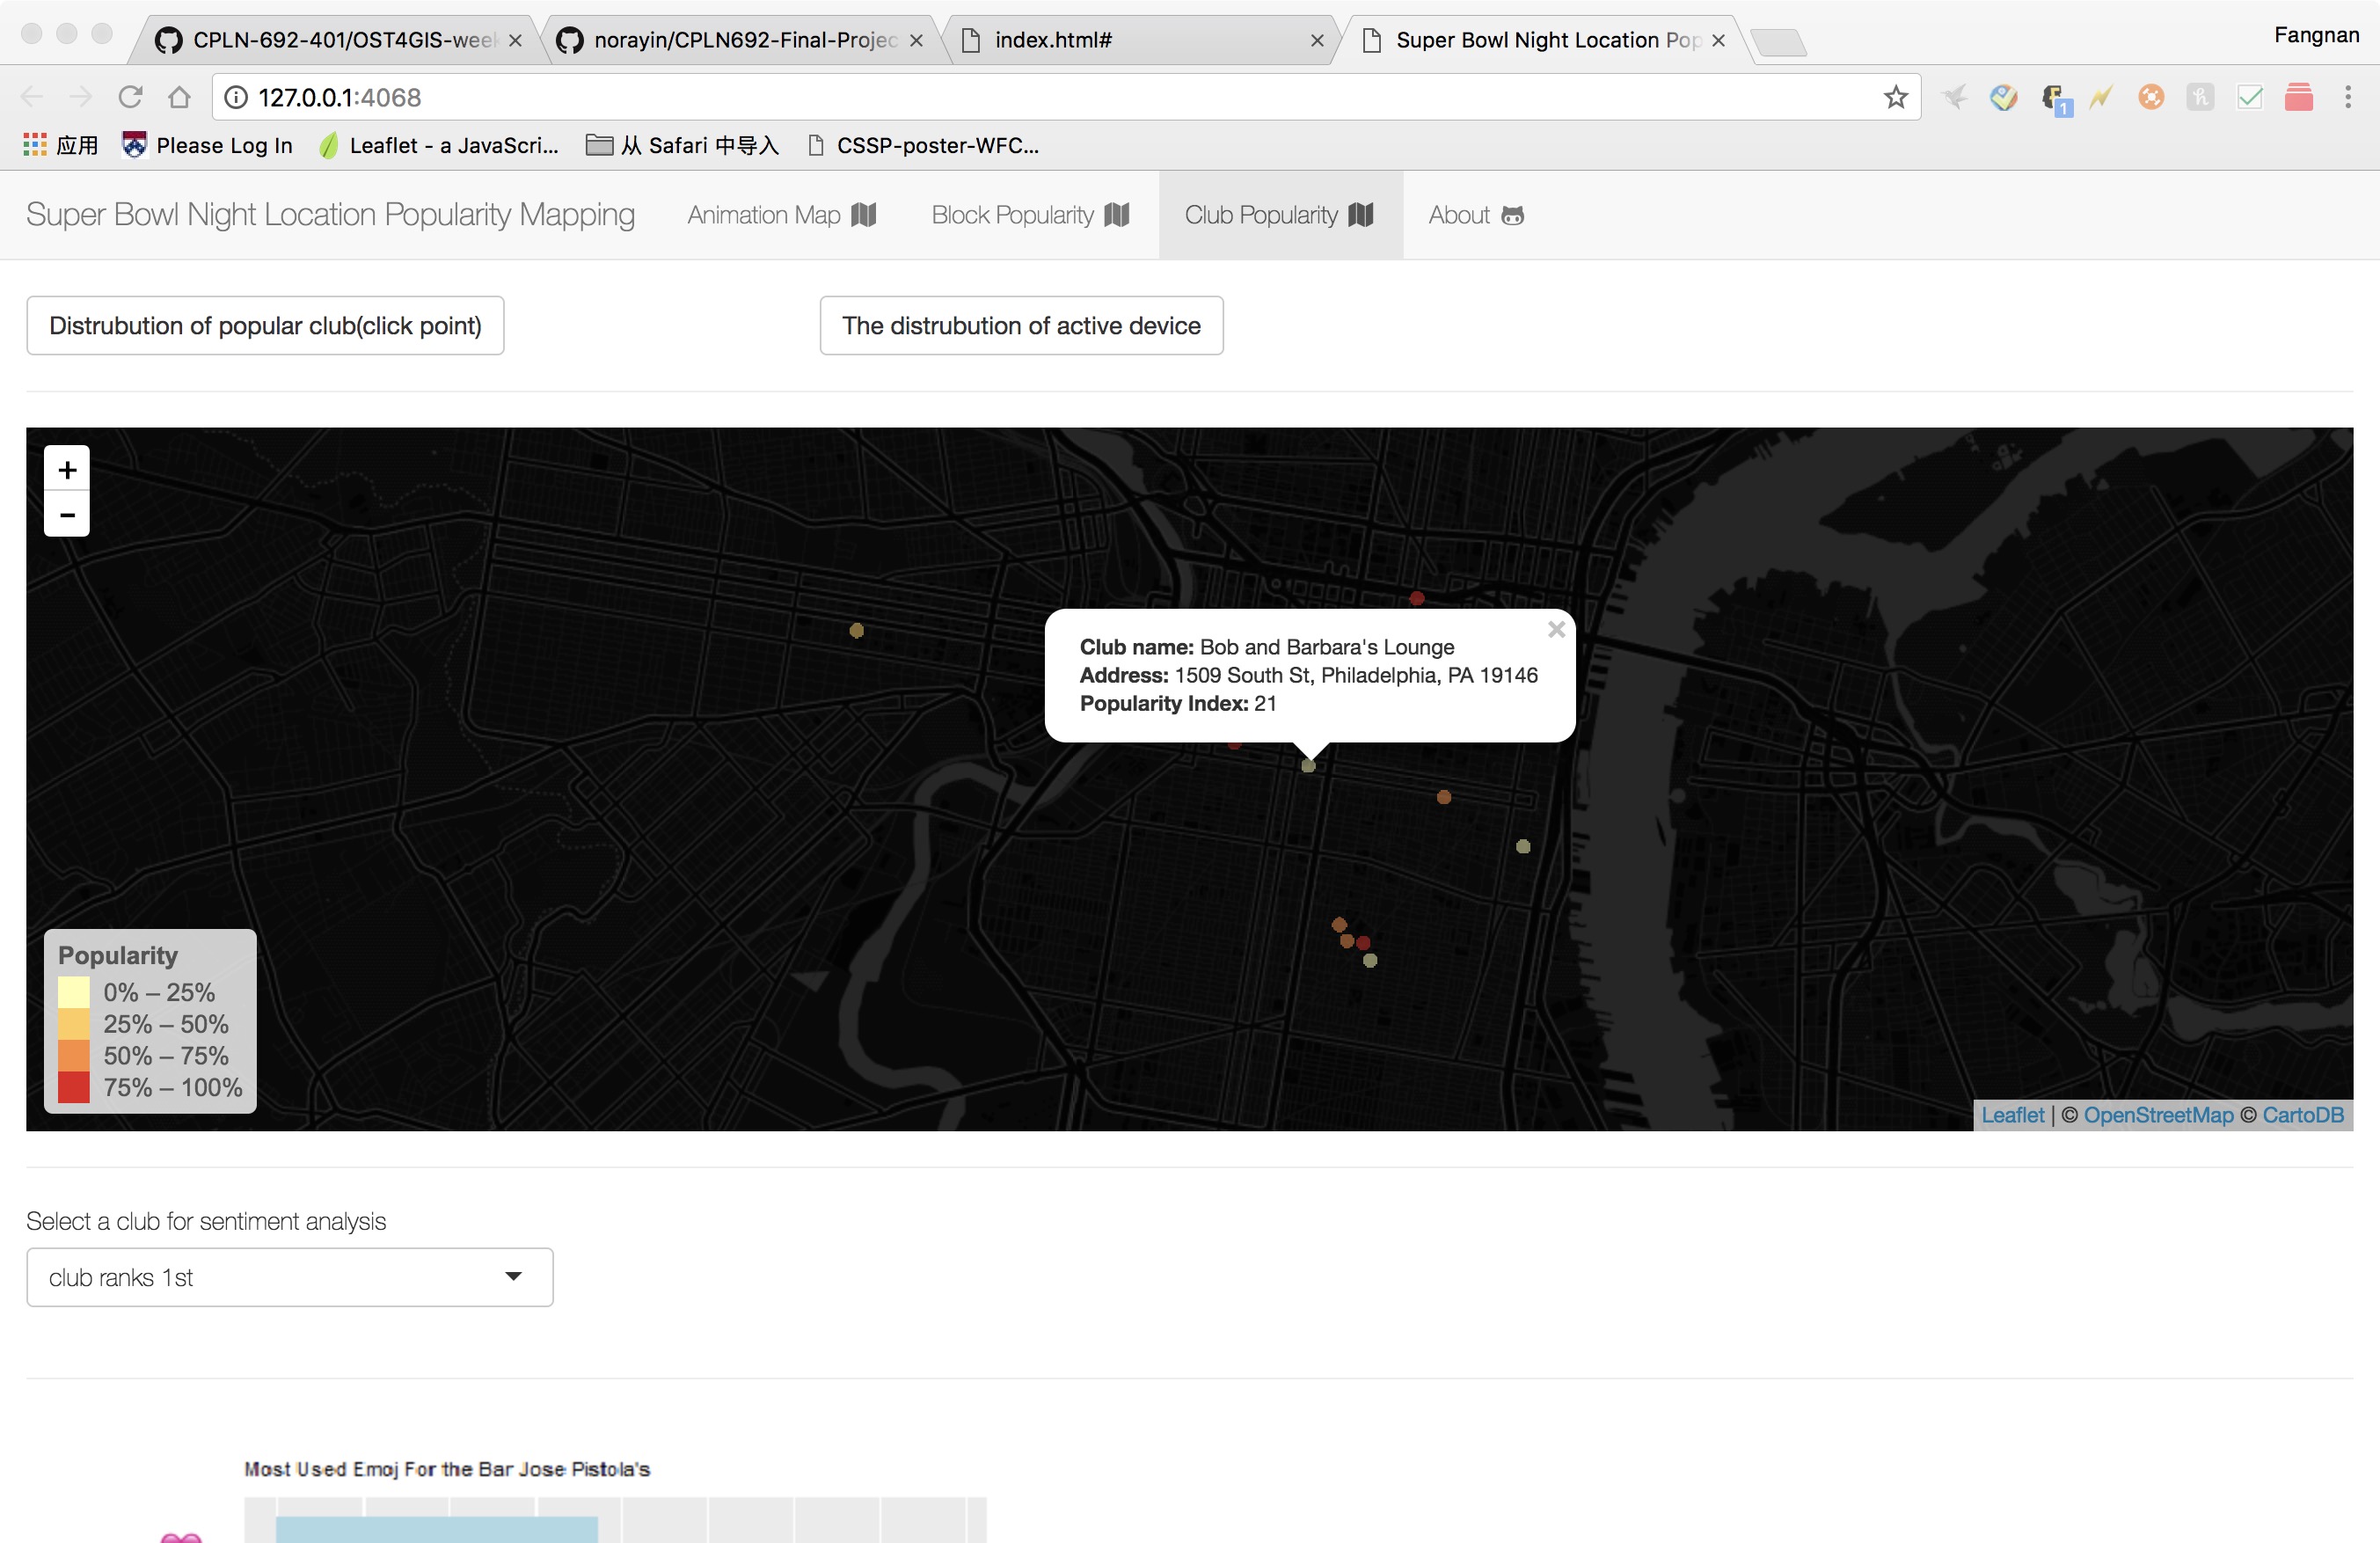 CPLN-692-401/OST4GIS-week
norayin/CPLN692-Final-Projec
index.html#
Super Bowl Night Location Pop
Fangnan
127.0.0.1:4068
1
应用
Please Log In
Leaflet - a JavaScri...
从 Safari 中导入
CSSP-poster-WFC...
Super Bowl Night Location Popularity Mapping
Animation Map
Block Popularity
Club Popularity
About
Distrubution of popular club(click point)
The distrubution of active device
+
−
Club name: Bob and Barbara's Lounge
Address: 1509 South St, Philadelphia, PA 19146
Popularity Index: 21
×
Popularity
0% – 25%
25% – 50%
50% – 75%
75% – 100%
Leaflet | © OpenStreetMap © CartoDB
Select a club for sentiment analysis
club ranks 1st
Most Used Emoj For the Bar Jose Pistola's